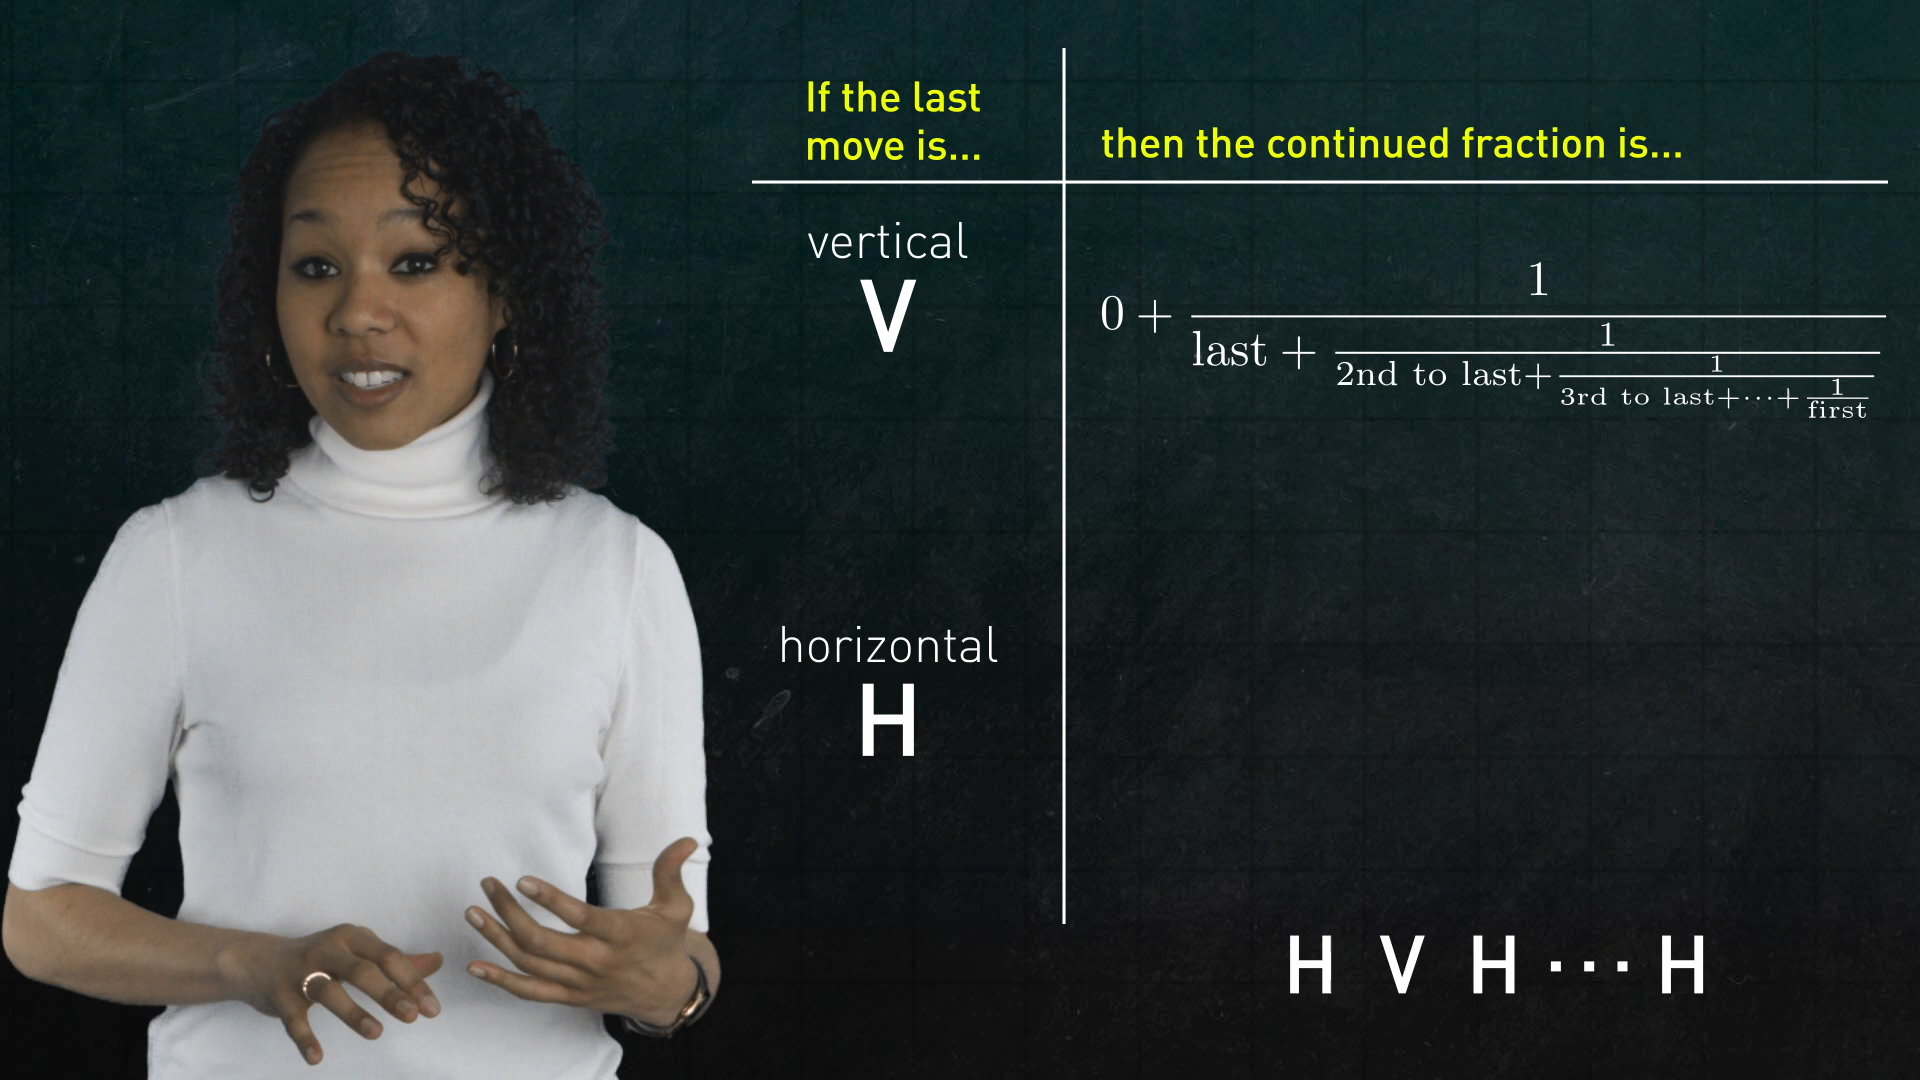 If the last
move is...
then the continued fraction is...
vertical
V
0 + 1
last + 1
2nd to last+ 1
3rd to last+···+ 1
first
horizontal
H
H V H ··· H